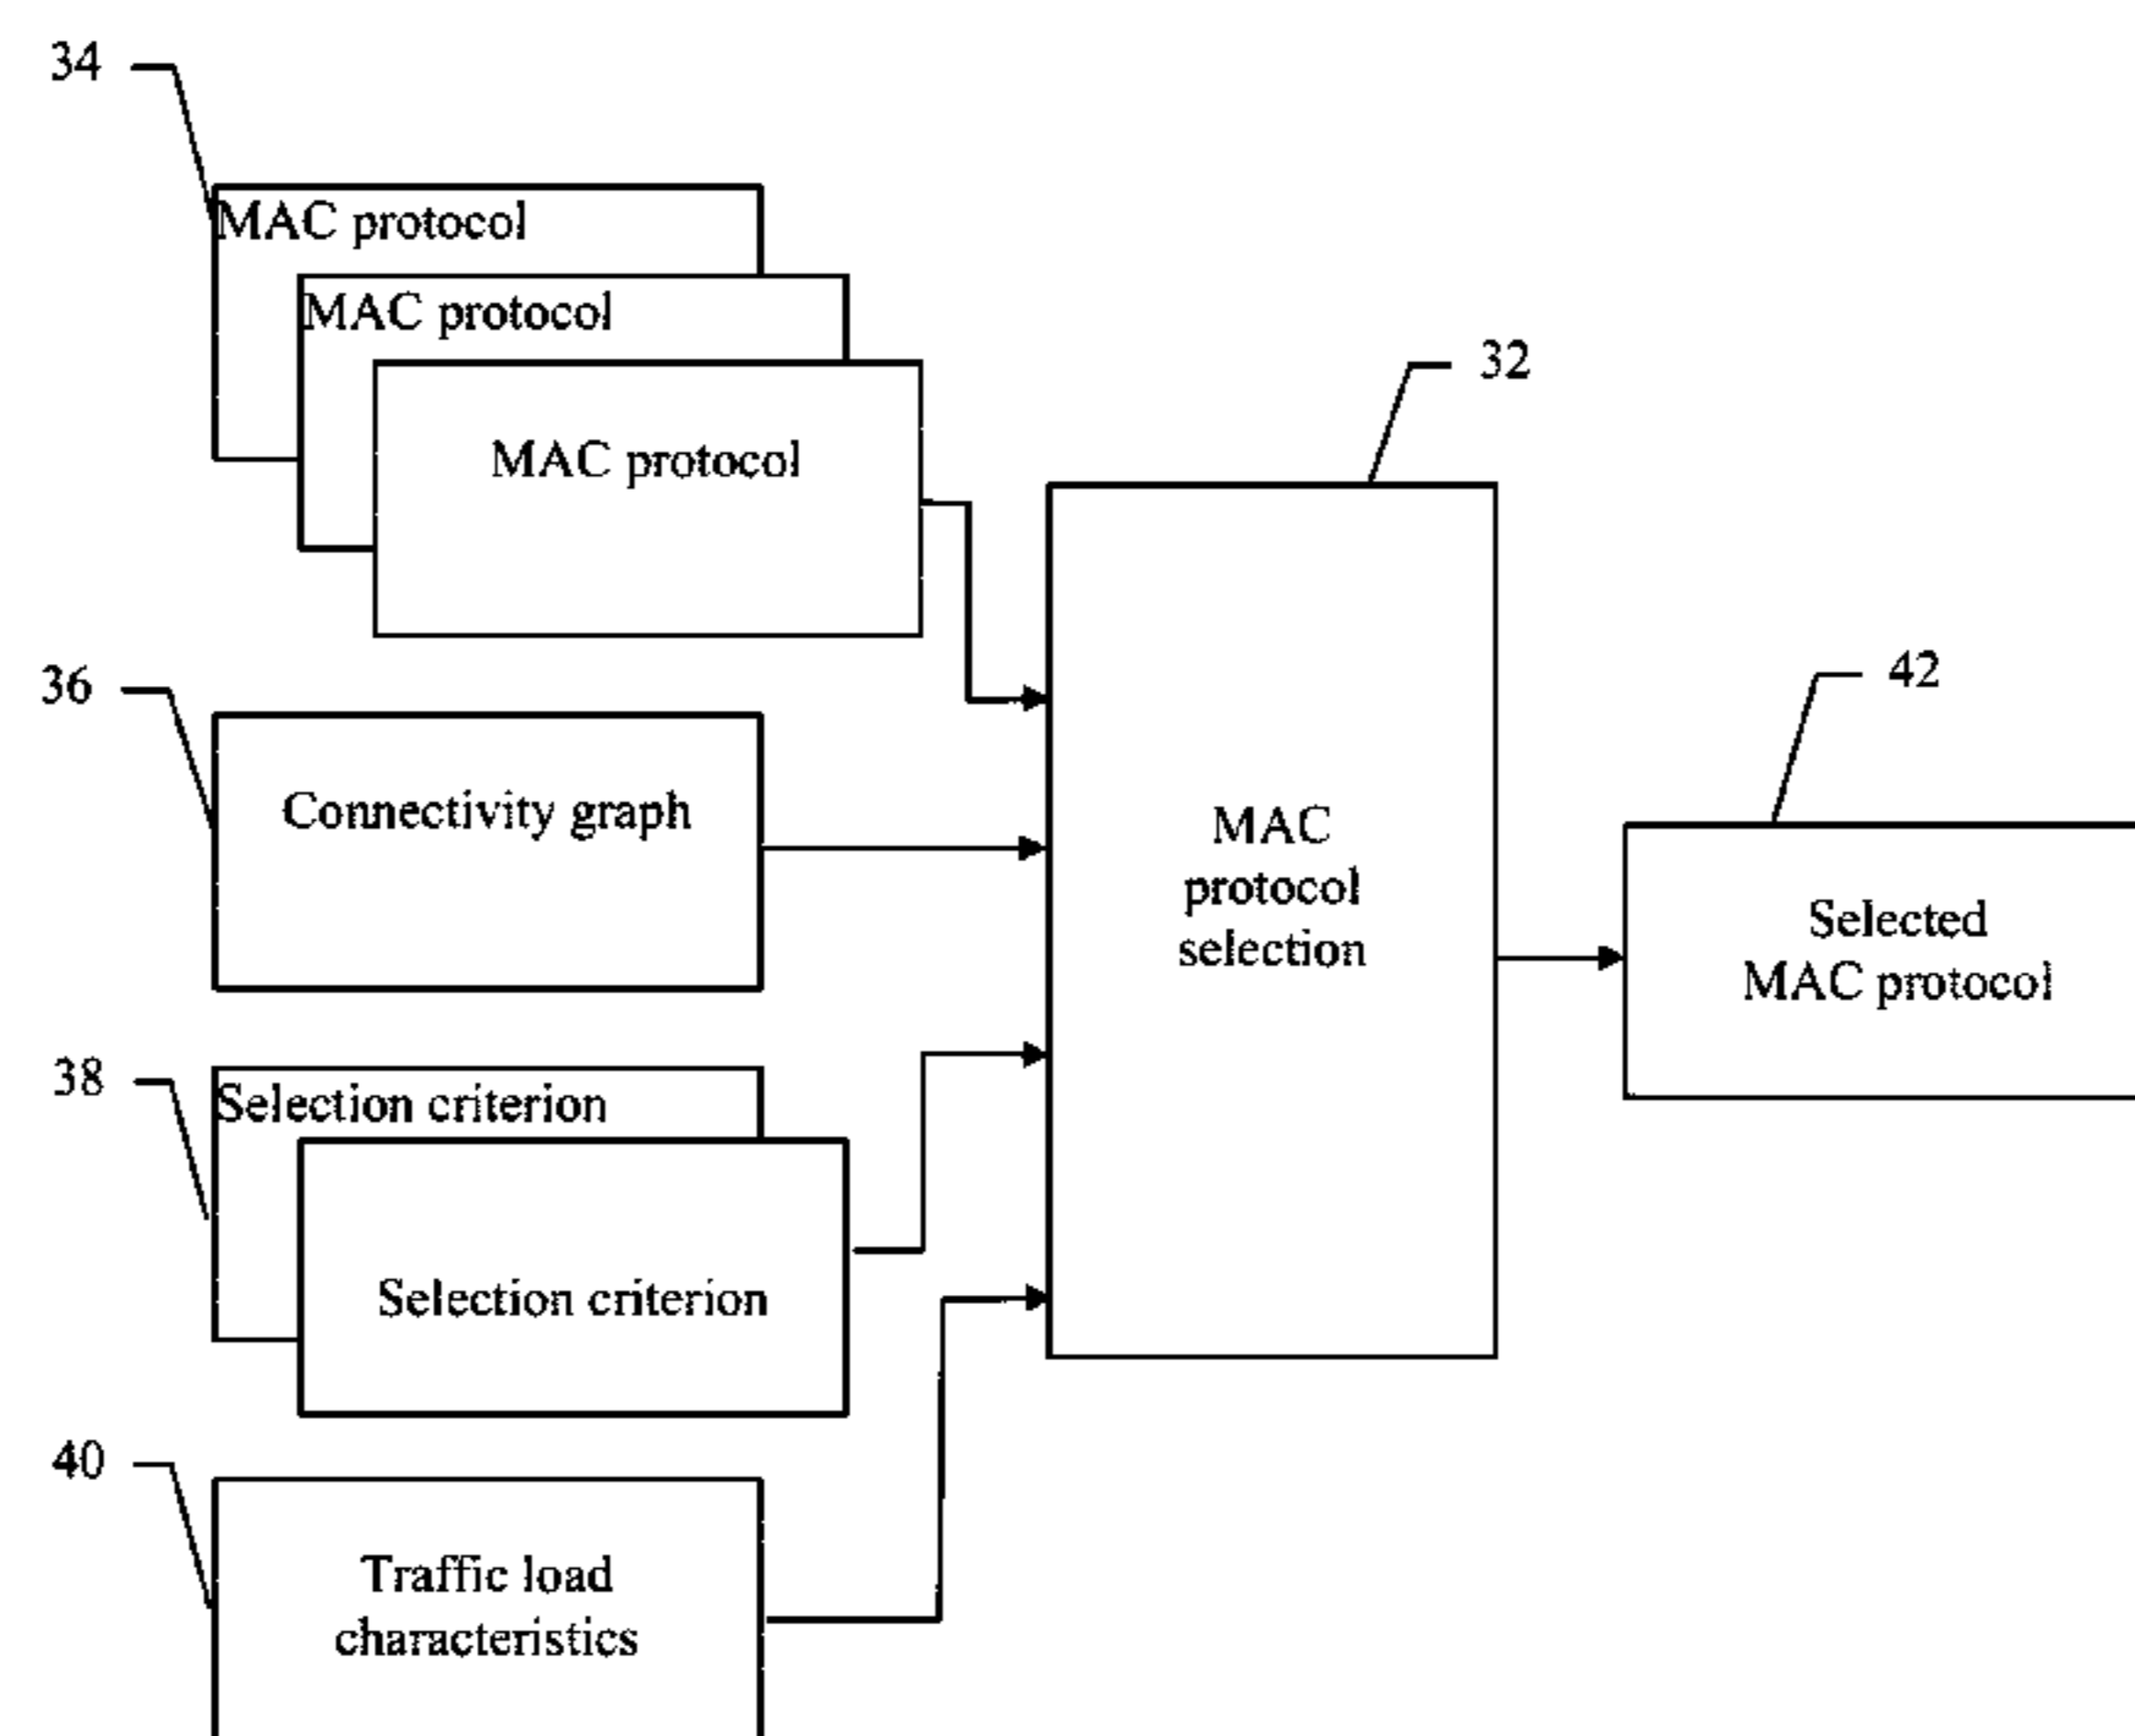 34
MAC protocol
MAC protocol
MAC protocol
32
36
Connectivity graph
42
MAC
protocol
selection
Selected
MAC protocol
38
Selection criterion
Selection criterion
40
Traffic load
characteristics